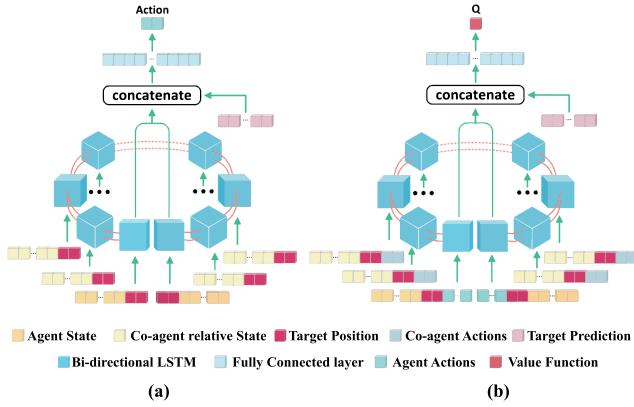 Action
Q
concatenate
concatenate
Agent State
Co-agent relative State
Target Position
Co-agent Actions
Target Prediction
Bi-directional LSTM
Fully Connected layer
Agent Actions
Value Function
(a)
(b)